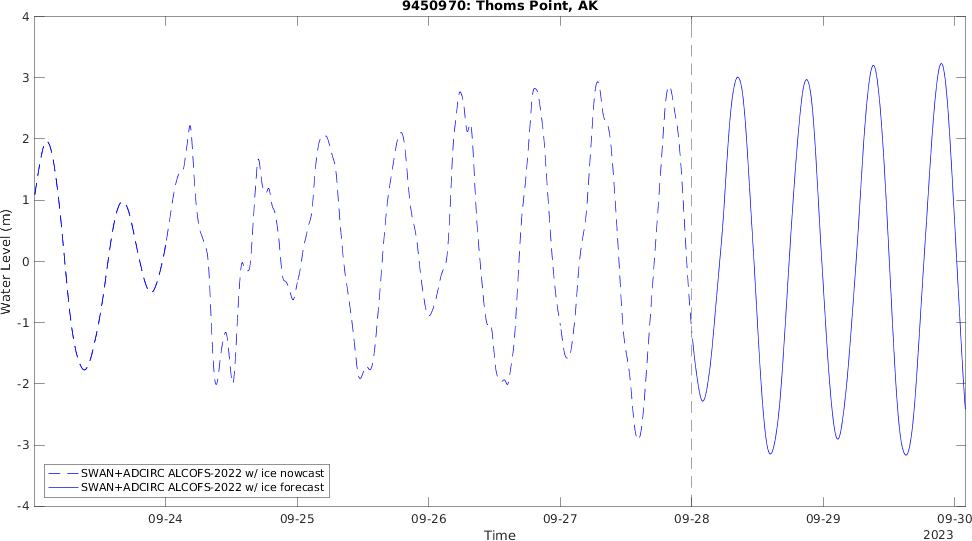 9450970: Thoms Point, AK
4
3
2
1
0
-1
-2
-3
-4
Water Level (m)
SWAN+ADCIRC ALCOFS-2022 w/ ice nowcast
SWAN+ADCIRC ALCOFS-2022 w/ ice forecast
09-24 09-25 09-26 09-27 09-28 09-29 09-30
Time
2023